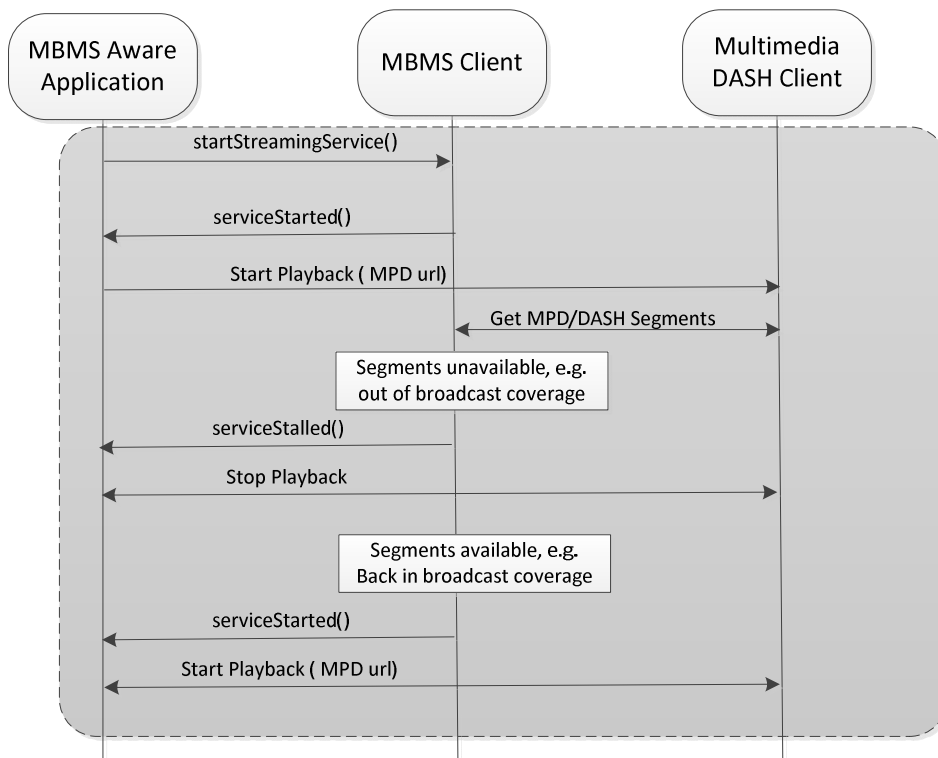 MBMS Aware
Application
MBMS Client
Multimedia
DASH Client
startStreamingService()
serviceStarted()
Start Playback ( MPD url)
Get MPD/DASH Segments
Segments unavailable, e.g.
out of broadcast coverage
serviceStalled()
Stop Playback
Segments available, e.g.
Back in broadcast coverage
serviceStarted()
Start Playback ( MPD url)